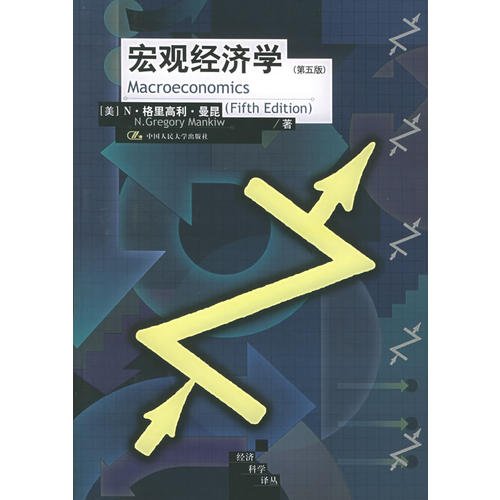 宏观经济学(第五版)
Macroeconomics
(Fifth Edition)
[美] N·格里高利·曼昆
N.Gregory Mankiw /著
中国人民大学出版社
经济
科学
译丛